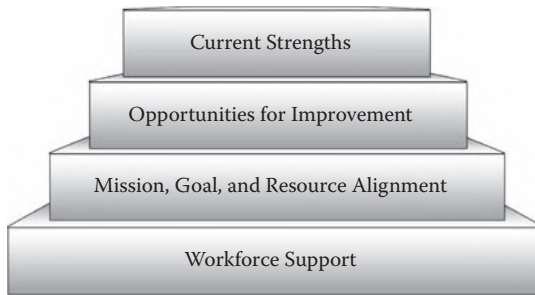 Current Strengths
Opportunities for Improvement
Mission, Goal, and Resource Alignment
Workforce Support